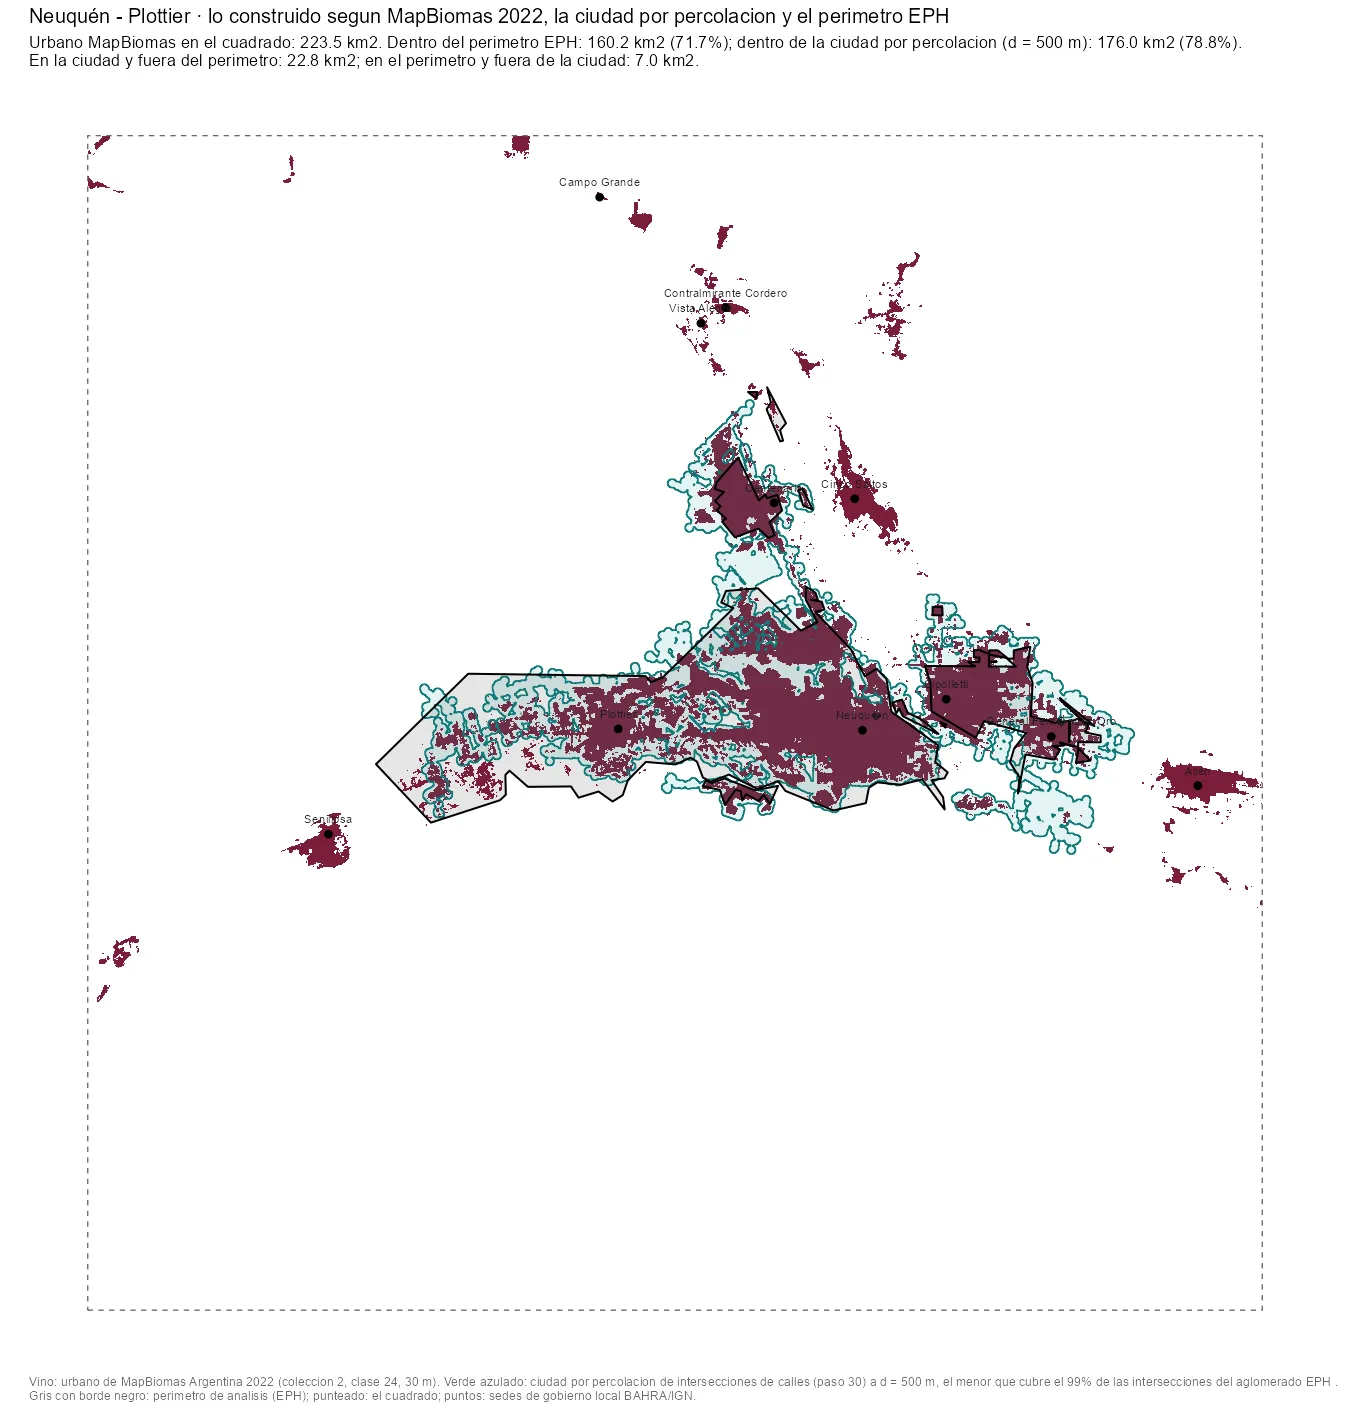 Neuquén - Plottier · lo construido segun MapBiomas 2022, la ciudad por percolacion y el perimetro EPH
Urbano MapBiomas en el cuadrado: 223.5 km2. Dentro del perimetro EPH: 160.2 km2 (71.7%); dentro de la ciudad por percolacion (d = 500 m): 176.0 km2 (78.8%).
En la ciudad y fuera del perimetro: 22.8 km2; en el perimetro y fuera de la ciudad: 7.0 km2.
Campo Grande
Contralmirante Cordero
Vista
Plottier
Neuqu�n
Allen
Senillosa
Vino: urbano de MapBiomas Argentina 2022 (coleccion 2, clase 24, 30 m). Verde azulado: ciudad por percolacion de intersecciones de calles (paso 30) a d = 500 m, el menor que cubre el 99% de las intersecciones del aglomerado EPH .
Gris con borde negro: perimetro de analisis (EPH); punteado: el cuadrado; puntos: sedes de gobierno local BAHRA/IGN.